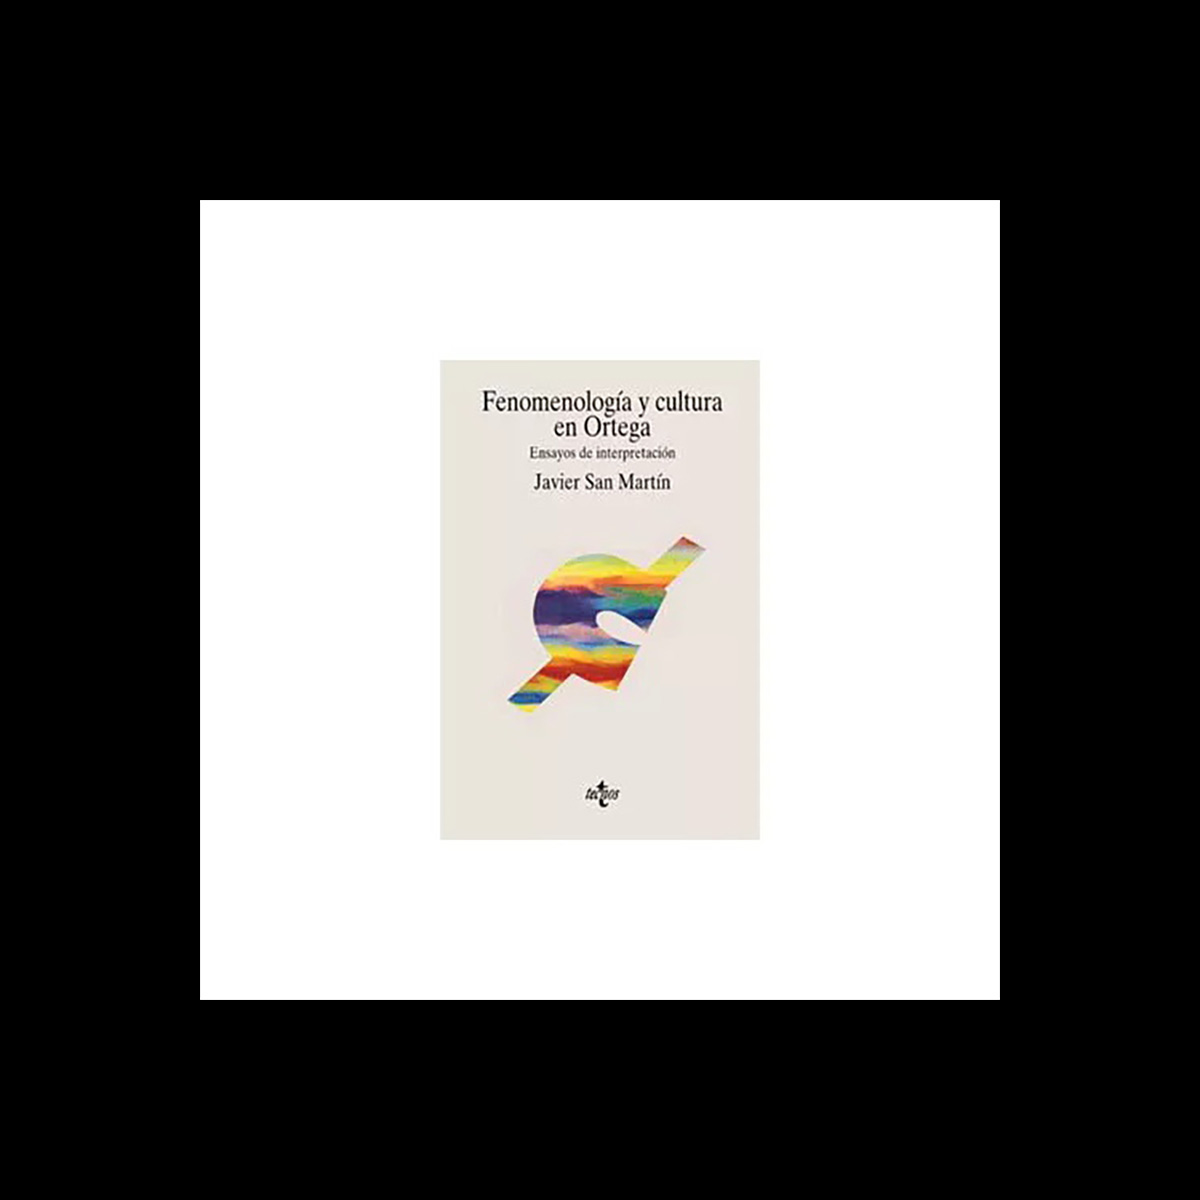 Fenomenología y cultura
en Ortega
Ensayos de interpretación
Javier San Martín
tecnos